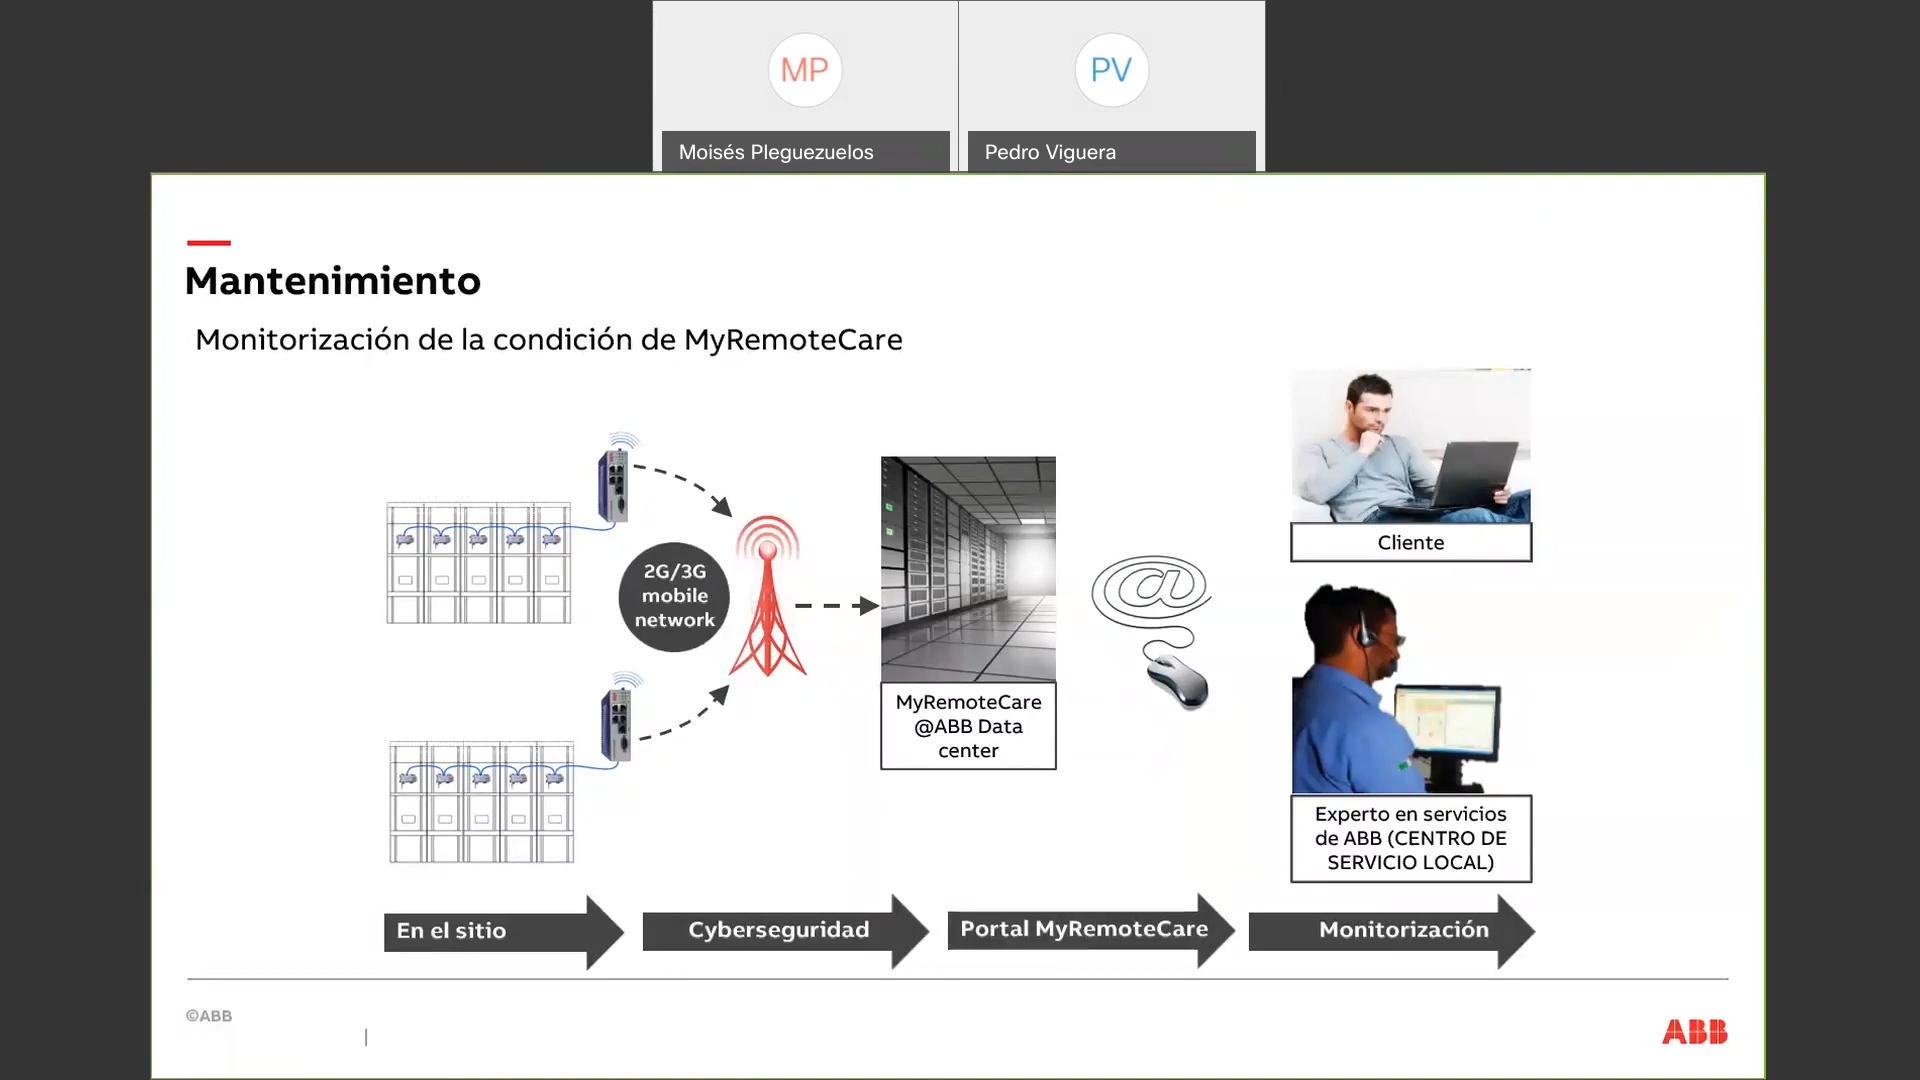 MP
PV
Moisés Pleguezuelos
Pedro Viguera
Mantenimiento
Monitorización de la condición de MyRemoteCare
2G/3G
mobile
network
@
MyRemoteCare
@ABB Data
center
Cliente
Experto en servicios
de ABB (CENTRO DE
SERVICIO LOCAL)
En el sitio
Cyberseguridad
Portal MyRemoteCare
Monitorización
©ABB
|
ABB